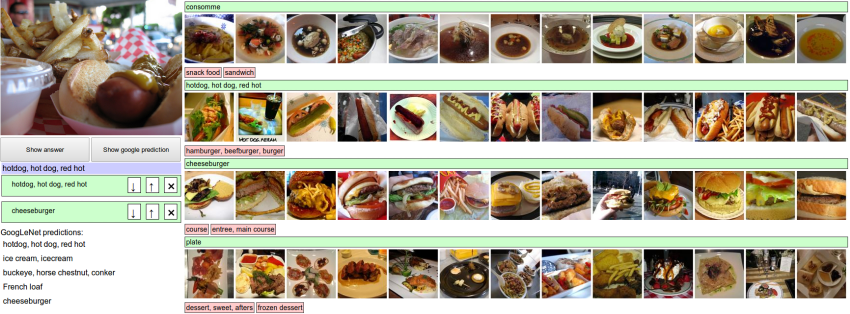 Show answer
Show google prediction
hotdog, hot dog, red hot
hotdog, hot dog, red hot
↓ ↑ ×
cheeseburger
↓ ↑ ×
GoogLeNet predictions:
hotdog, hot dog, red hot
ice cream, icecream
buckeye, horse chestnut, conker
French loaf
cheeseburger
consomme
snack food sandwich
hotdog, hot dog, red hot
hamburger, beefburger, burger
cheeseburger
course entree, main course
plate
dessert, sweet, afters frozen dessert